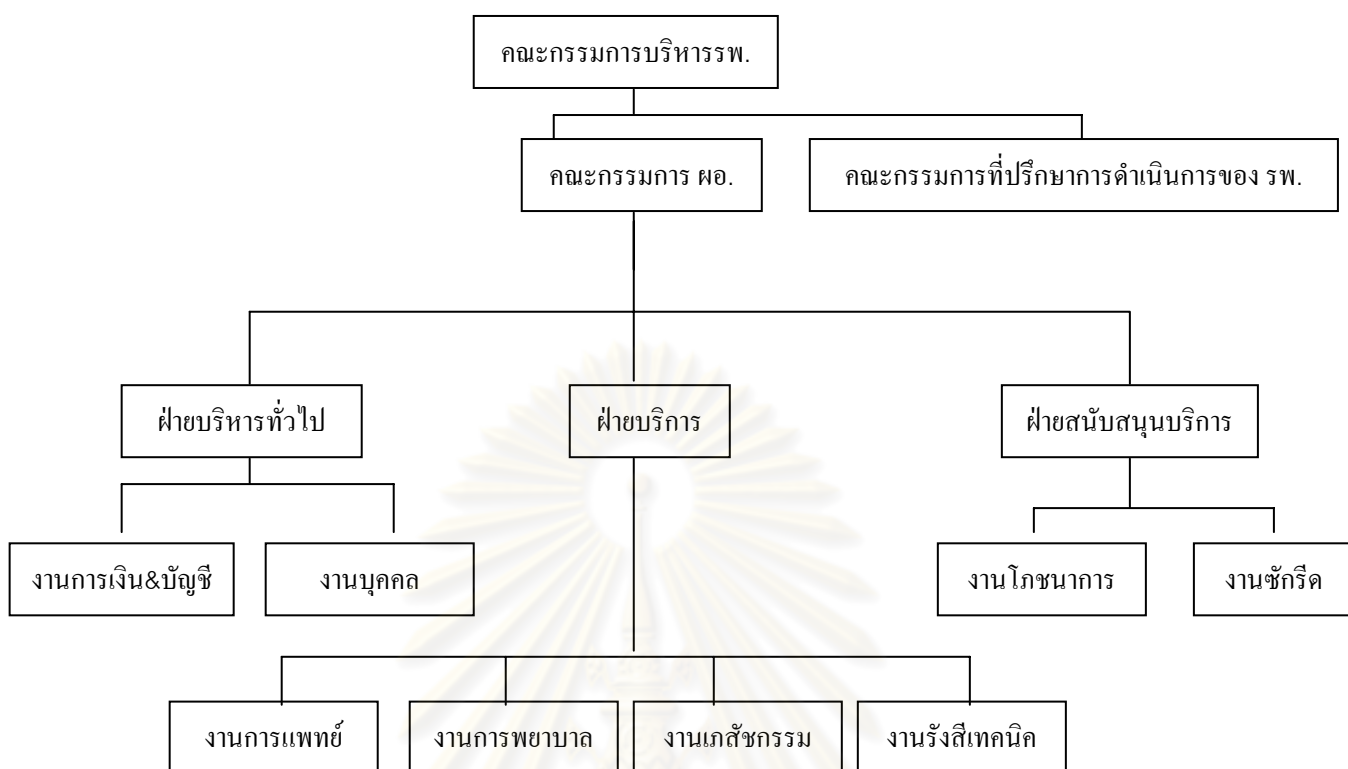 คณะกรรมการบริหารรพ.
คณะกรรมการ ผอ.
คณะกรรมการที่ปรึกษาการดำเนินการของ รพ.
ฝ่ายบริหารทั่วไป
ฝ่ายบริการ
ฝ่ายสนับสนุนบริการ
งานการเงิน&บัญชี
งานบุคคล
งานโภชนาการ
งานซักรีด
งานการแพทย์
งานการพยาบาล
งานเภสัชกรรม
งานรังสีเทคนิค